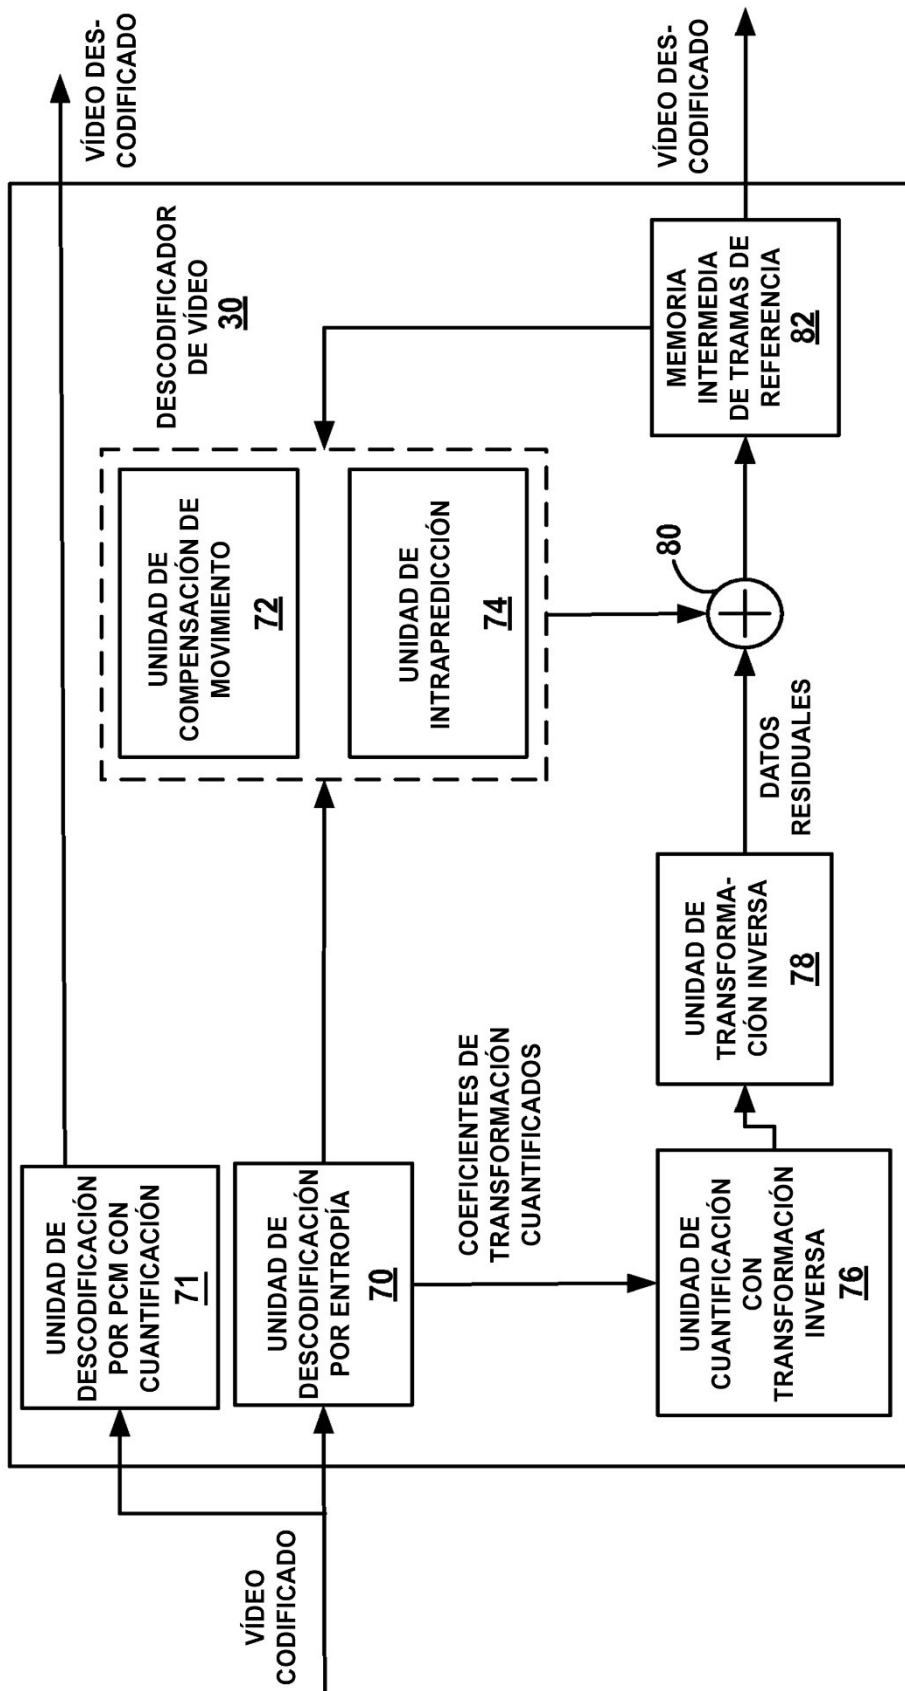 VÍDEO
CODIFICADO
UNIDAD DE
DESCODIFICACIÓN
POR PCM CON
CUANTIFICACIÓN
71
UNIDAD DE
DESCODIFICACIÓN
POR ENTROPÍA
70
COEFICIENTES DE
TRANSFORMACIÓN
CUANTIFICADOS
UNIDAD DE
CUANTIFICACIÓN
CON
TRANSFORMACIÓN
INVERSA
76
UNIDAD DE
TRANSFORMA-
CIÓN INVERSA
78
DATOS
RESIDUALES
80
UNIDAD DE
COMPENSACIÓN DE
MOVIMIENTO
72
UNIDAD DE
INTRAPREDICCIÓN
74
DESCODIFICADOR
DE VÍDEO
30
MEMORIA
INTERMEDIA
DE TRAMAS DE
REFERENCIA
82
VÍDEO DES-
CODIFICADO
VÍDEO DES-
CODIFICADO